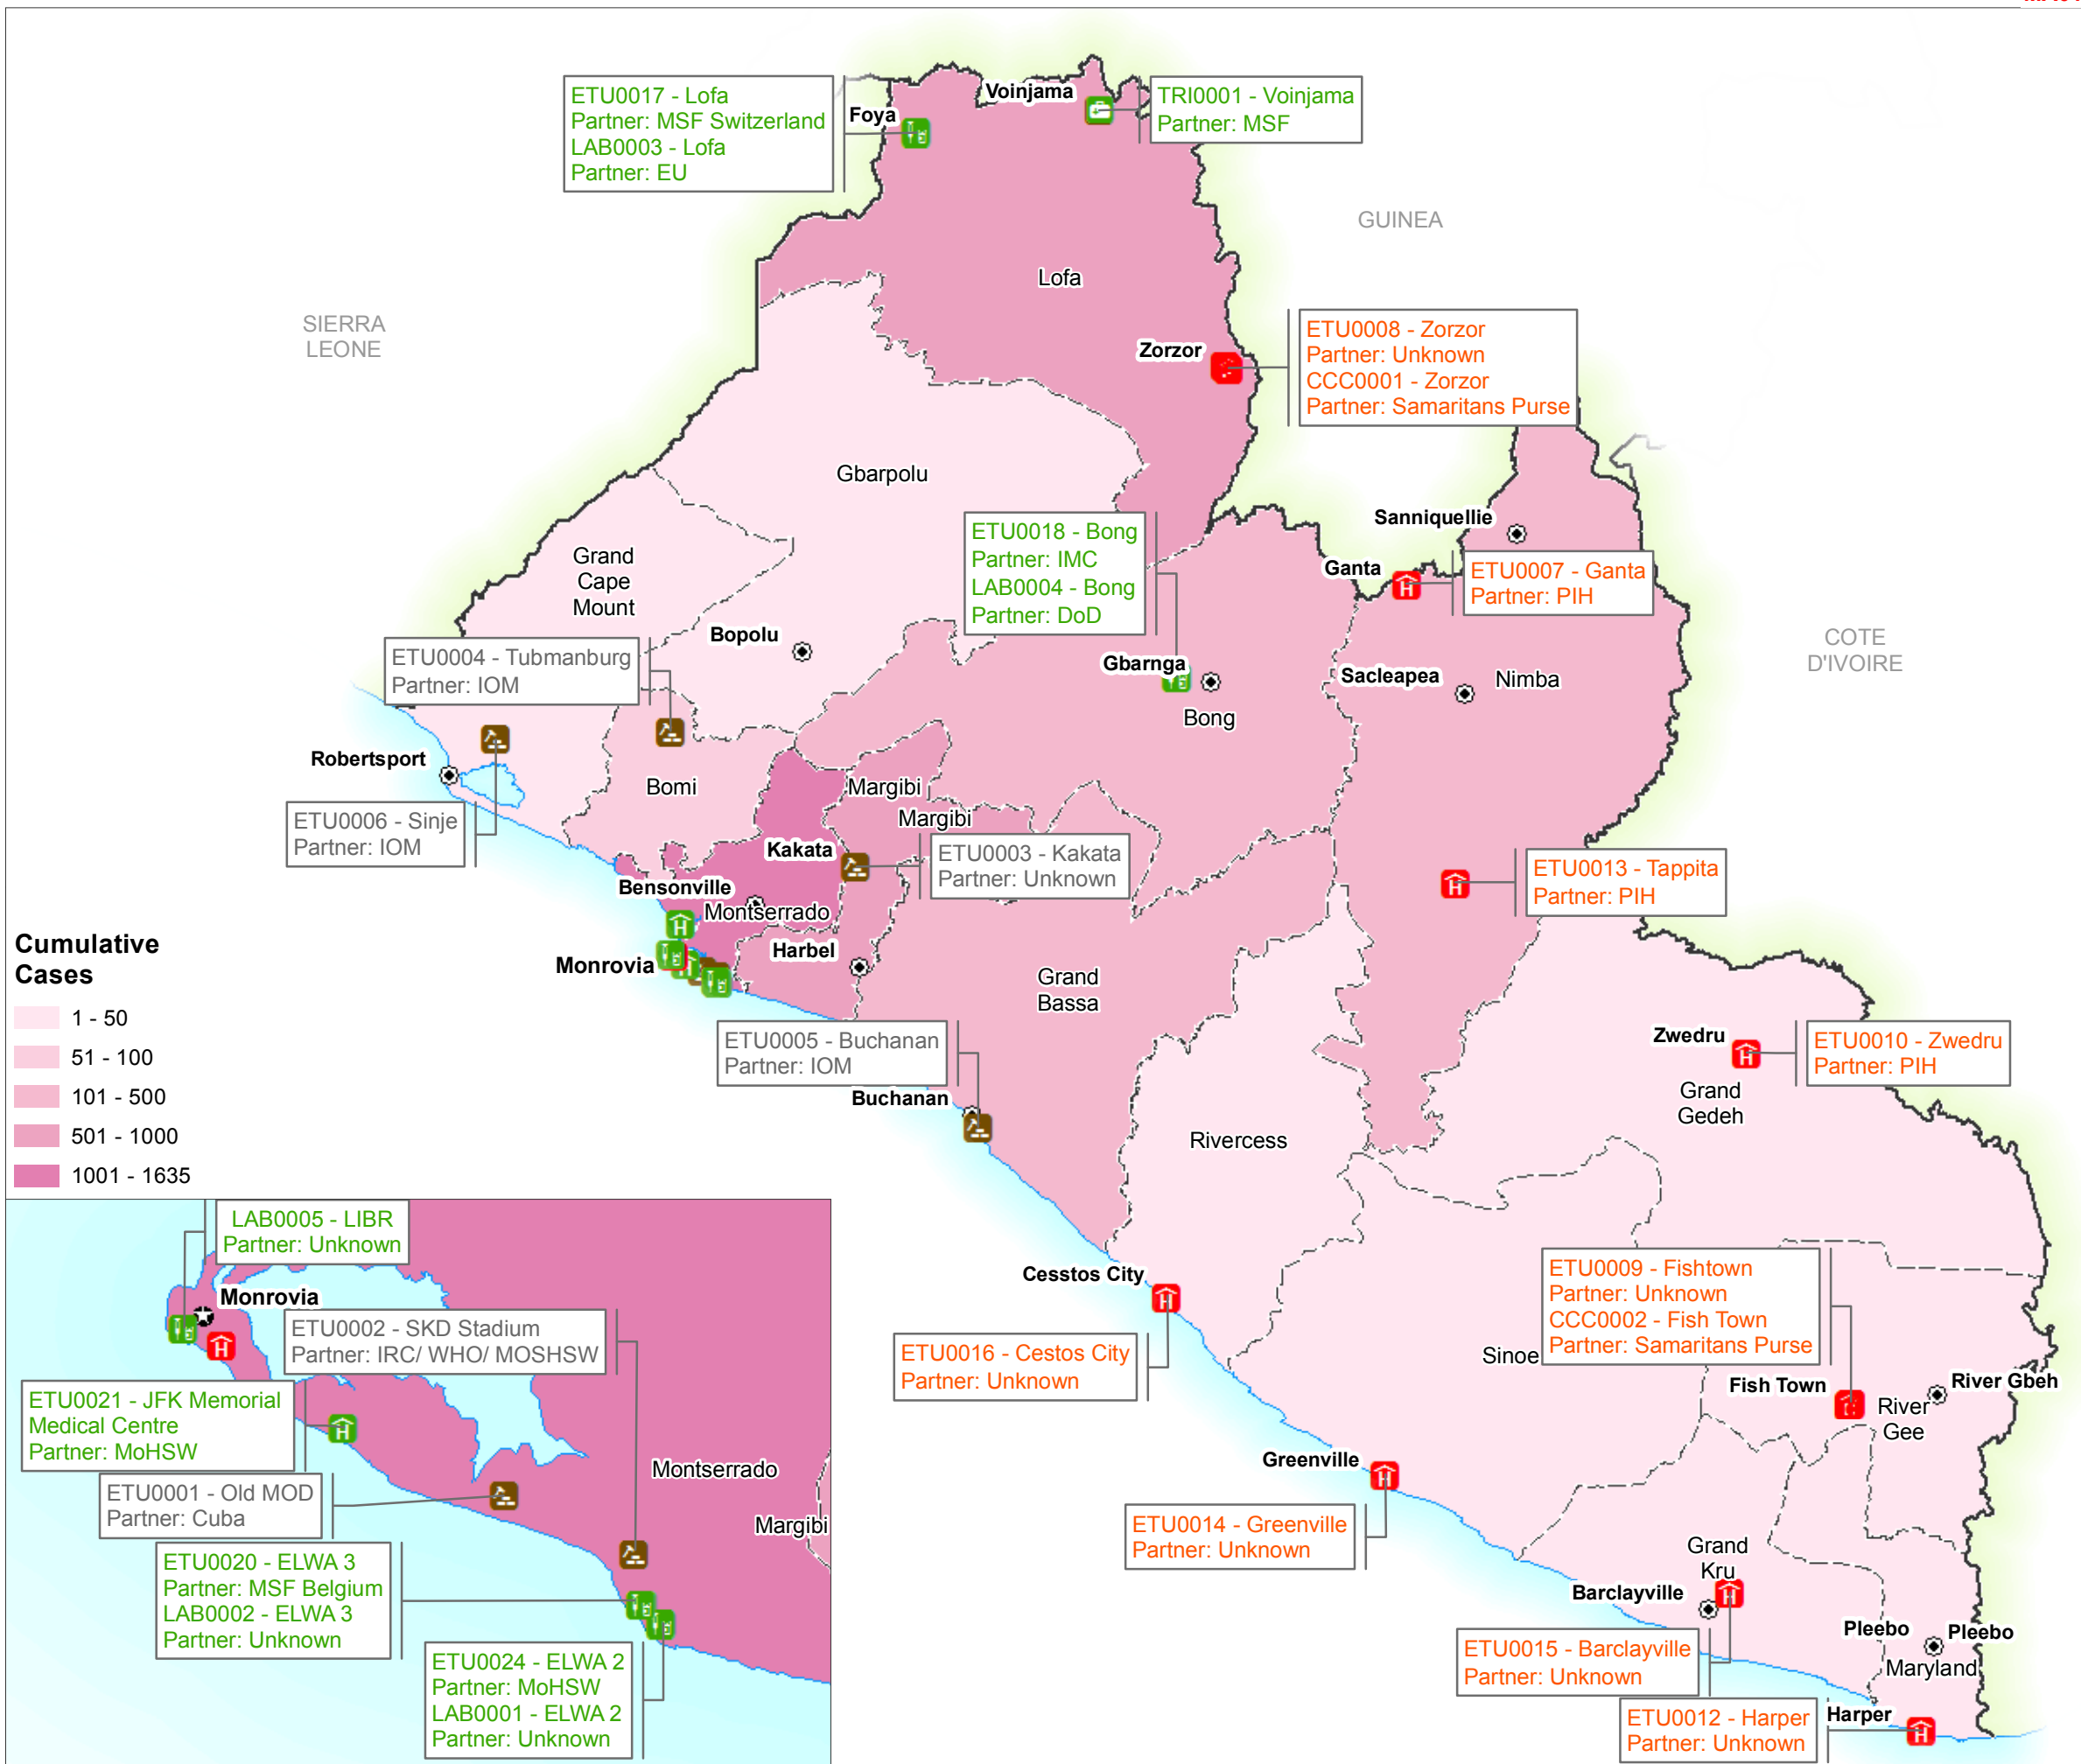 ETU0017 - Lofa
Partner: MSF Switzerland
LAB0003 - Lofa
Partner: EU
Foya
Voinjama
TRI0001 - Voinjama
Partner: MSF
GUINEA
Lofa
SIERRA
LEONE
Zorzor
ETU0008 - Zorzor
Partner: Unknown
CCC0001 - Zorzor
Partner: Samaritans Purse
Gbarpolu
Sanniquellie
ETU0018 - Bong
Partner: IMC
LAB0004 - Bong
Partner: DoD
Grand
Cape
Mount
Ganta
ETU0007 - Ganta
Partner: PIH
Bopolu
COTE
D'IVOIRE
ETU0004 - Tubmanburg
Partner: IOM
Gbarnga
Sacleapea
Nimba
Bong
Robertsport
Bomi
Margibi
Margibi
ETU0006 - Sinje
Partner: IOM
Kakata
ETU0003 - Kakata
Partner: Unknown
ETU0013 - Tappita
Partner: PIH
Bensonville
Montserrado
Harbel
Monrovia
Grand
Bassa
Cumulative
Cases
1 - 50
51 - 100
101 - 500
501 - 1000
1001 - 1635
ETU0005 - Buchanan
Partner: IOM
Buchanan
Zwedru
ETU0010 - Zwedru
Partner: PIH
Grand
Gedeh
Rivercess
LAB0005 - LIBR
Partner: Unknown
Monrovia
ETU0002 - SKD Stadium
Partner: IRC/ WHO/ MOSHSW
ETU0021 - JFK Memorial
Medical Centre
Partner: MoHSW
ETU0001 - Old MOD
Partner: Cuba
Montserrado
Margibi
ETU0020 - ELWA 3
Partner: MSF Belgium
LAB0002 - ELWA 3
Partner: Unknown
ETU0024 - ELWA 2
Partner: MoHSW
LAB0001 - ELWA 2
Partner: Unknown
Cesstos City
ETU0016 - Cestos City
Partner: Unknown
ETU0009 - Fishtown
Partner: Unknown
CCC0002 - Fish Town
Partner: Samaritans Purse
Sinoe
Fish Town
River Gbeh
River
Gee
Greenville
ETU0014 - Greenville
Partner: Unknown
Grand
Kru
Barclayville
ETU0015 - Barclayville
Partner: Unknown
Pleebo
Pleebo
Maryland
ETU0012 - Harper
Partner: Unknown
Harper